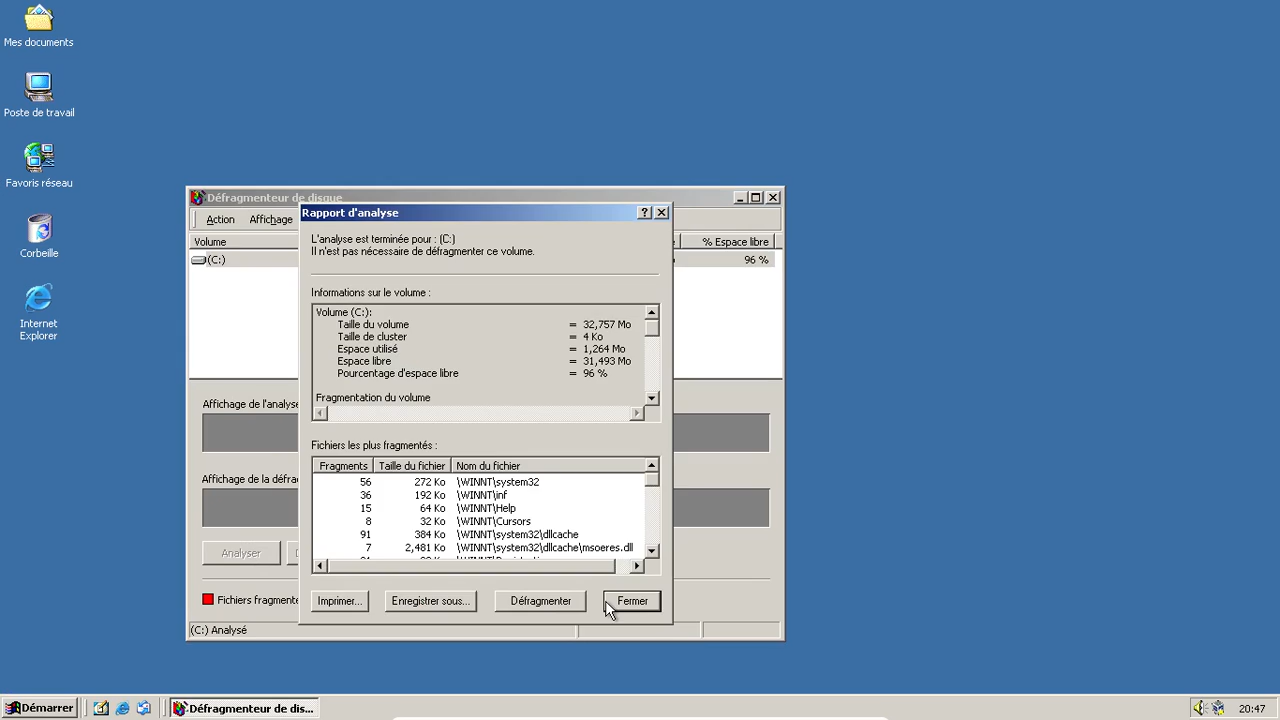 Mes documents
Poste de travail
Favoris réseau
Corbeille
Internet
Explorer
Défragmenteur de disque
Action Affichage
Volume % Espace libre
(C:) 96 %
Affichage de l'analyse
Affichage de la défra
Analyser
Fichiers fragmenté
(C:) Analysé
Rapport d'analyse
L'analyse est terminée pour : (C:)
Il n'est pas nécessaire de défragmenter ce volume.
Informations sur le volume :
Volume (C:):
Taille du volume = 32,757 Mo
Taille de cluster = 4 Ko
Espace utilisé = 1,264 Mo
Espace libre = 31,493 Mo
Pourcentage d'espace libre = 96 %
Fragmentation du volume
Fichiers les plus fragmentés :
Fragments Taille du fichier Nom du fichier
56 272 Ko \WINNT\system32
36 192 Ko \WINNT\inf
15 64 Ko \WINNT\Help
8 32 Ko \WINNT\Cursors
91 384 Ko \WINNT\system32\dllcache
7 2,481 Ko \WINNT\system32\dllcache\msoeres.dll
Imprimer... Enregistrer sous... Défragmenter Fermer
Démarrer Défragmenteur de dis... 20:47